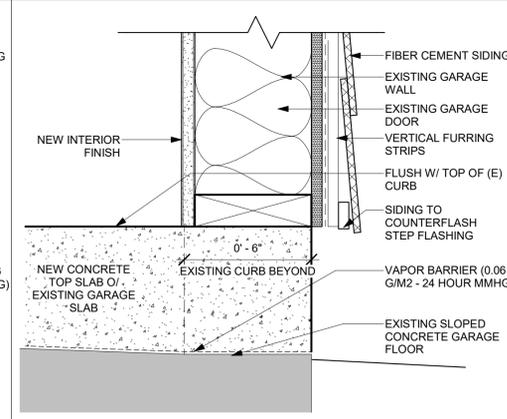 FIBER CEMENT SIDING
EXISTING GARAGE
WALL
EXISTING GARAGE
DOOR
VERTICAL FURRING
STRIPS
NEW INTERIOR
FINISH
FLUSH W/ TOP OF (E)
CURB
SIDING TO
COUNTERFLASH
STEP FLASHING
0' - 6"
EXISTING CURB BEYOND
NEW CONCRETE
TOP SLAB O/
EXISTING GARAGE
SLAB
VAPOR BARRIER (0.06
G/M2 - 24 HOUR MMHG
EXISTING SLOPED
CONCRETE GARAGE
FLOOR